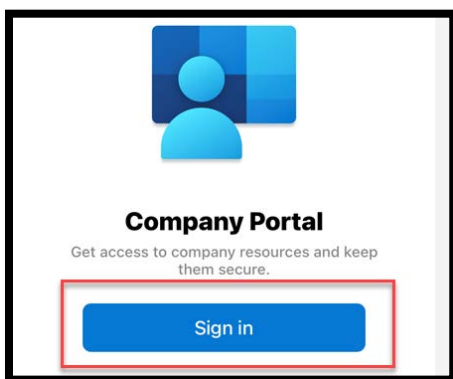 Company Portal
Get access to company resources and keep
them secure.
Sign in